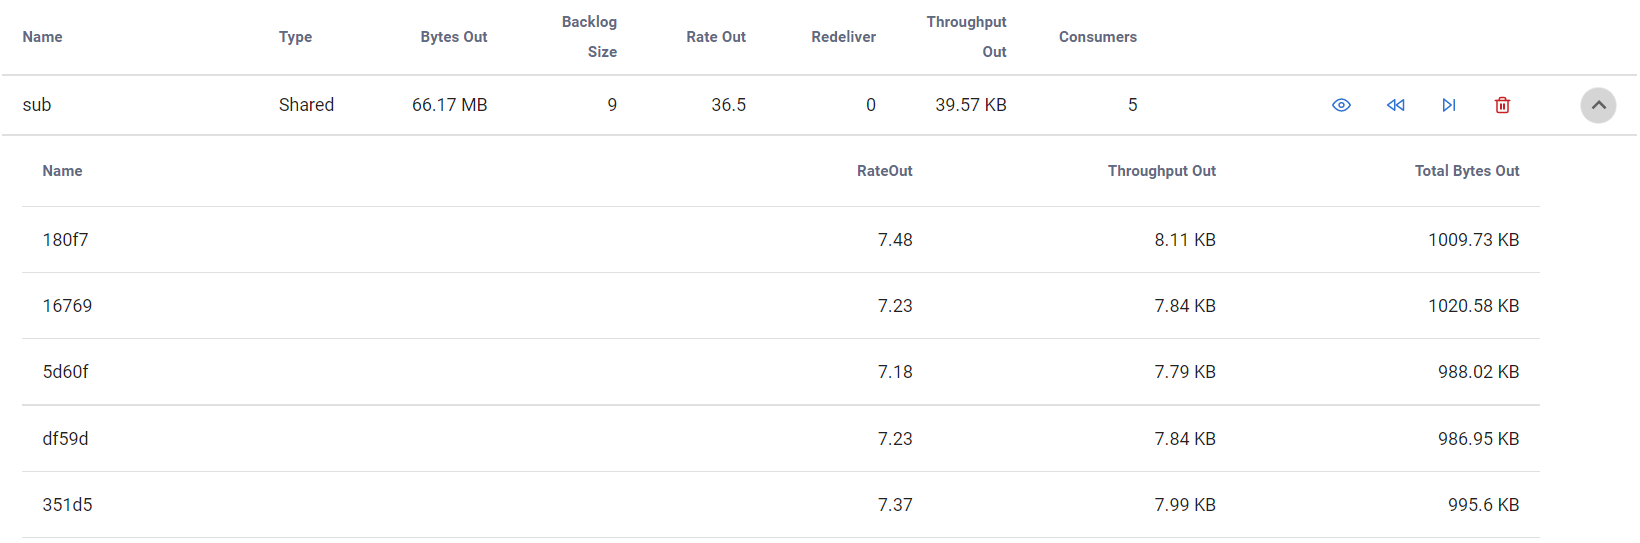 Name Type Bytes Out Backlog Size Rate Out Redeliver Throughput Out Consumers
sub Shared 66.17 MB 9 36.5 0 39.57 KB 5
Name RateOut Throughput Out Total Bytes Out
180f7 7.48 8.11 KB 1009.73 KB
16769 7.23 7.84 KB 1020.58 KB
5d60f 7.18 7.79 KB 988.02 KB
df59d 7.23 7.84 KB 986.95 KB
351d5 7.37 7.99 KB 995.6 KB